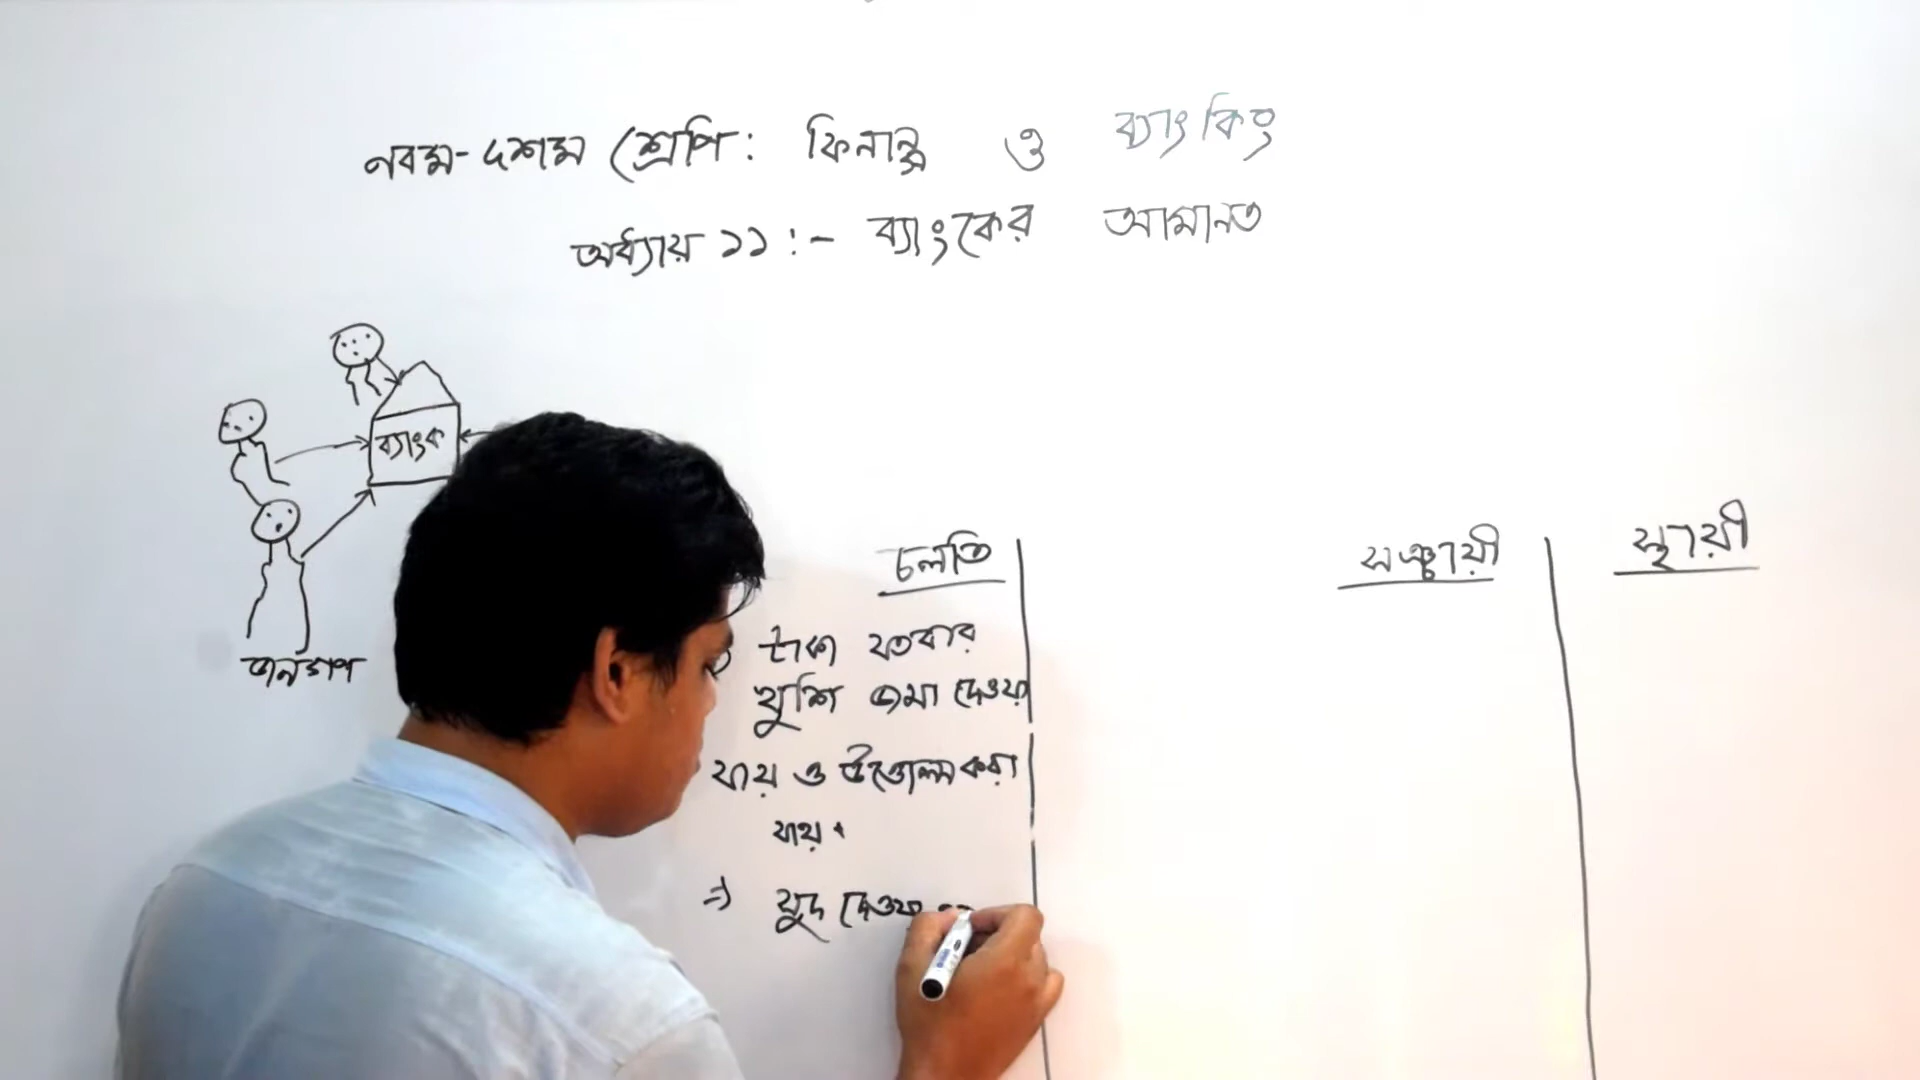 নবম-দশম শ্রেণি: ফিনান্স ও ব্যাংকিং
অধ্যায় ১১:- ব্যাংকের আমানত
ব্যাংক
জনগণ
চলতি
টাকা যতবার
খুশি জমা দেওয়া
যায় ও উত্তোলন করা
যায়।
⇒ সুদ দেওয়া
সঞ্চয়ী
স্থায়ী